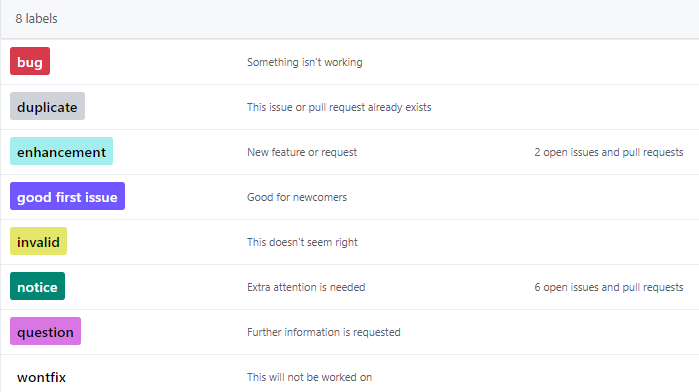 8 labels
bug Something isn't working
duplicate This issue or pull request already exists
enhancement New feature or request 2 open issues and pull requests
good first issue Good for newcomers
invalid This doesn't seem right
notice Extra attention is needed 6 open issues and pull requests
question Further information is requested
wontfix This will not be worked on